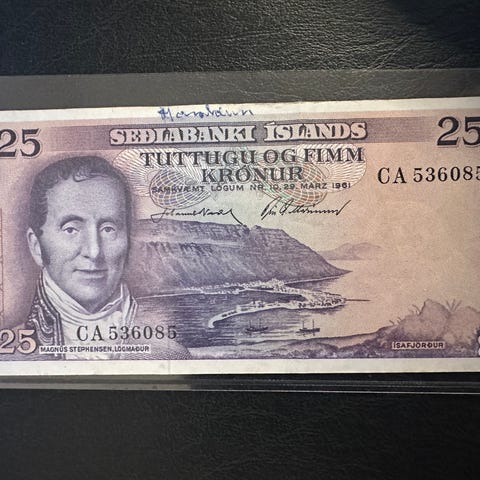 25
SEÐLABANKI ÍSLANDS
25
TUTTUGU OG FIMM
KRÓNUR
CA 536085
SAMKVÆMT LÖGUM NR. 10, 29. MARZ 1961
CA 536085
25
MAGNÚS STEPHENSEN, LÖGMAÐUR
ÍSAFJÖRÐUR